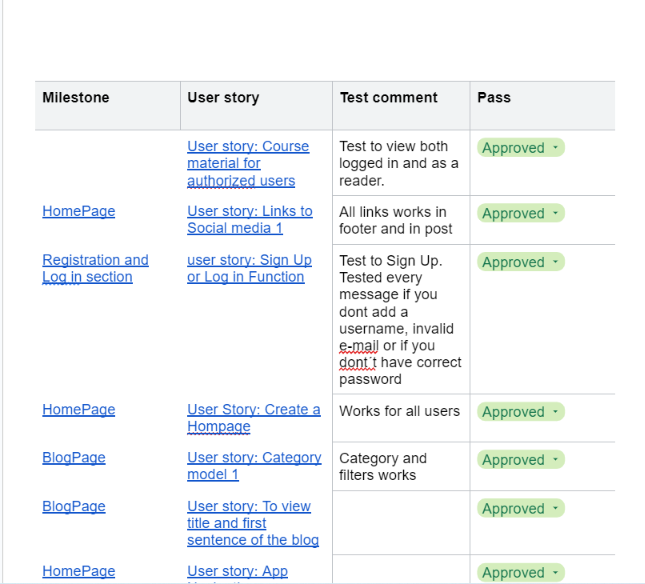 Milestone User story Test comment Pass
User story: Course Test to view both Approved
material for logged in and as a
authorized users reader.
HomePage User story: Links to All links works in Approved
Social media 1 footer and in post
Registration and user story: Sign Up Test to Sign Up. Approved
Log in section or Log in Function Tested every
message if you
dont add a
username, invalid
e-mail or if you
dont´t have correct
password
HomePage User Story: Create a Works for all users Approved
Hompage
BlogPage User story: Category Category and Approved
model 1 filters works
BlogPage User story: To view Approved
title and first
sentence of the blog
HomePage User story: App Approved